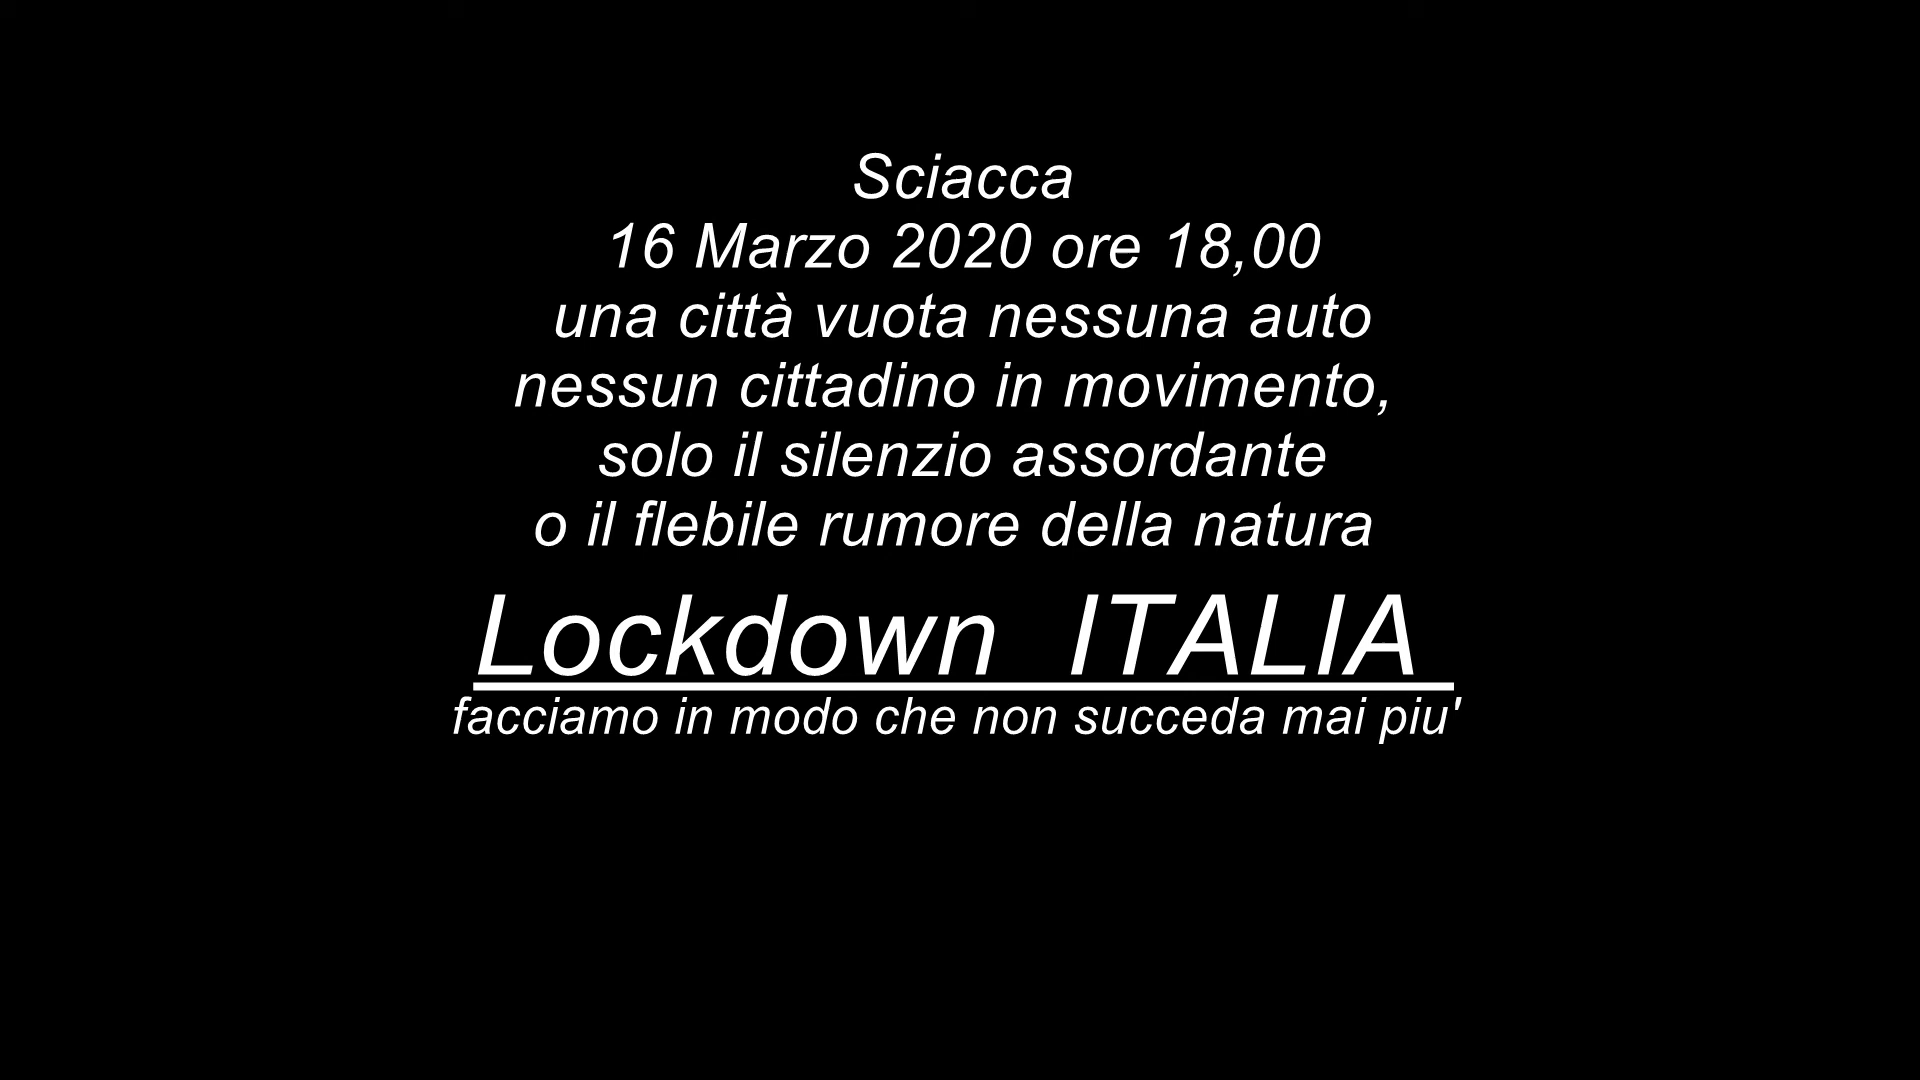 Sciacca
16 Marzo 2020 ore 18,00
una città vuota nessuna auto
nessun cittadino in movimento,
solo il silenzio assordante
o il flebile rumore della natura
Lockdown ITALIA
facciamo in modo che non succeda mai piu'